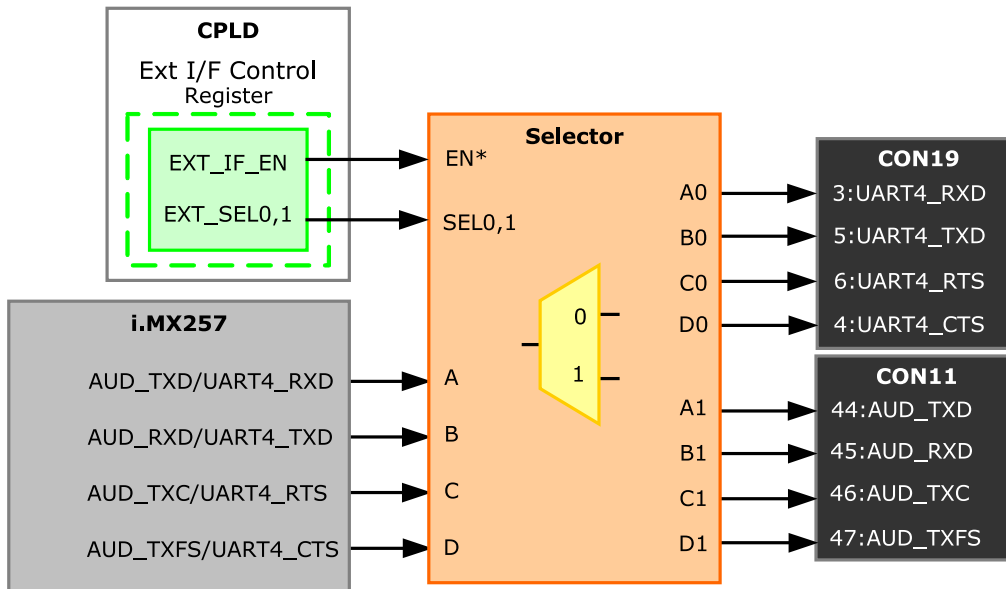 CPLD
Ext I/F Control
Register
EXT_IF_EN
EXT_SEL0,1
i.MX257
AUD_TXD/UART4_RXD
AUD_RXD/UART4_TXD
AUD_TXC/UART4_RTS
AUD_TXFS/UART4_CTS
Selector
EN*
SEL0,1
A
B
C
D
0
1
A0
B0
C0
D0
A1
B1
C1
D1
CON19
3:UART4_RXD
5:UART4_TXD
6:UART4_RTS
4:UART4_CTS
CON11
44:AUD_TXD
45:AUD_RXD
46:AUD_TXC
47:AUD_TXFS